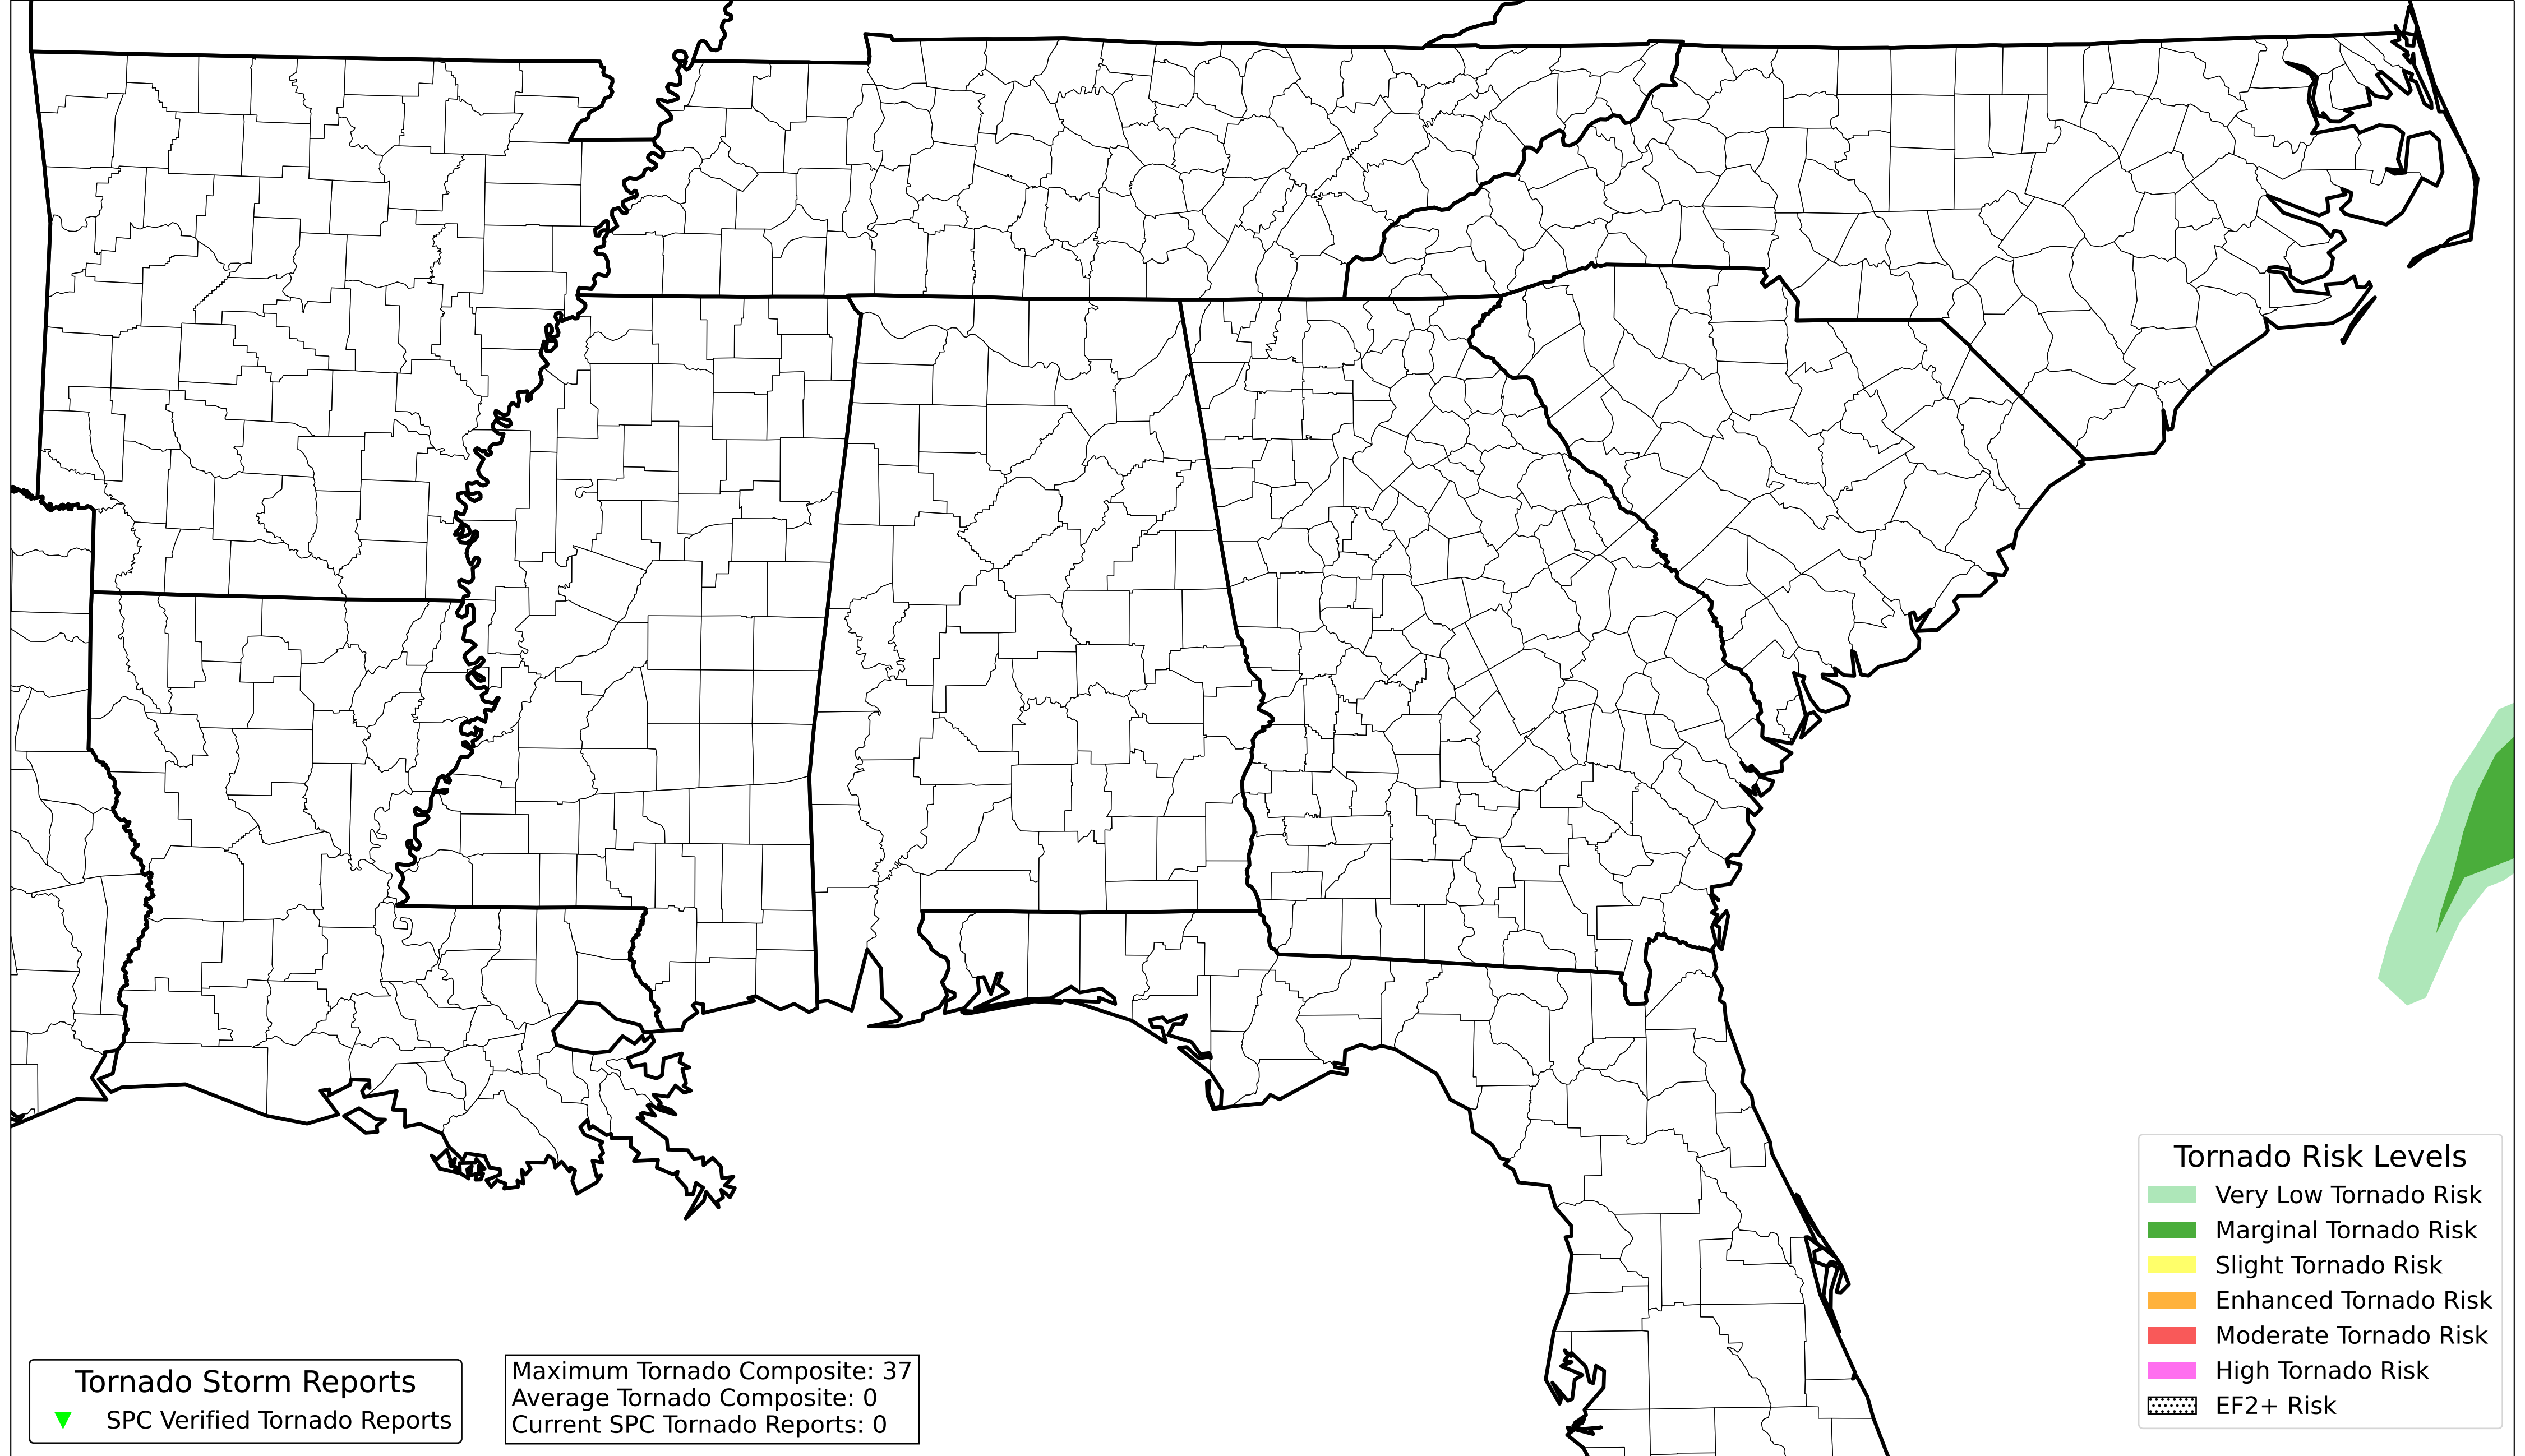 Tornado Risk Levels
Very Low Tornado Risk
Marginal Tornado Risk
Slight Tornado Risk
Enhanced Tornado Risk
Moderate Tornado Risk
High Tornado Risk
EF2+ Risk
Tornado Storm Reports
SPC Verified Tornado Reports
Maximum Tornado Composite: 37
Average Tornado Composite: 0
Current SPC Tornado Reports: 0